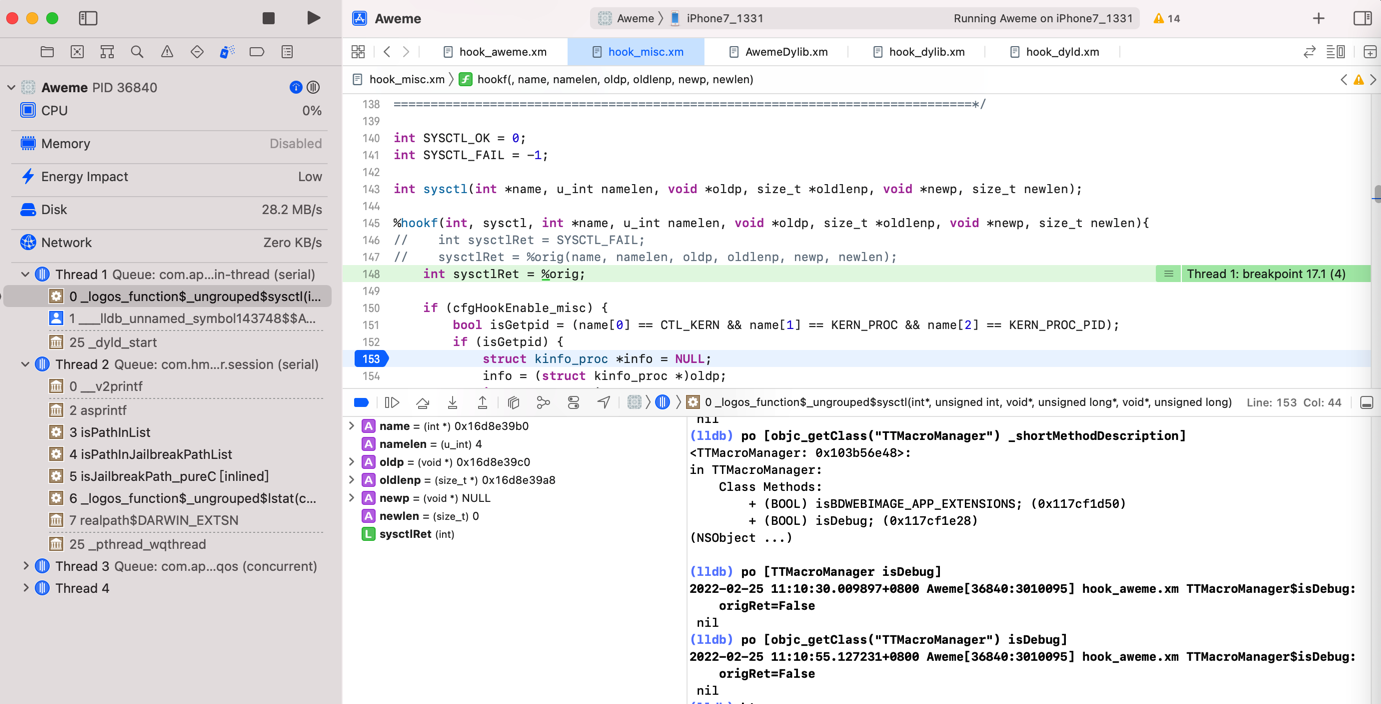 Aweme
Aweme 〉 iPhone7_1331
Running Aweme on iPhone7_1331
14
hook_aweme.xm
hook_misc.xm
AwemeDylib.xm
hook_dylib.xm
hook_dyld.xm
Aweme PID 36840
CPU 0%
Memory Disabled
Energy Impact Low
Disk 28.2 MB/s
Network Zero KB/s
Thread 1 Queue: com.ap...in-thread (serial)
0 _logos_function$_ungrouped$sysctl(i...
1 ___lldb_unnamed_symbol143748$$A...
25 _dyld_start
Thread 2 Queue: com.hm...r.session (serial)
0 __v2printf
2 asprintf
3 isPathInList
4 isPathInJailbreakPathList
5 isJailbreakPath_pureC [inlined]
6 _logos_function$_ungrouped$lstat(c...
7 realpath$DARWIN_EXTSN
25 _pthread_wqthread
Thread 3 Queue: com.ap...qos (concurrent)
Thread 4
hook_misc.xm 〉 f hookf(, name, namelen, oldp, oldlenp, newp, newlen)
138 ==============================================================================*/
139
140 int SYSCTL_OK = 0;
141 int SYSCTL_FAIL = -1;
142
143 int sysctl(int *name, u_int namelen, void *oldp, size_t *oldlenp, void *newp, size_t newlen);
144
145 %hookf(int, sysctl, int *name, u_int namelen, void *oldp, size_t *oldlenp, void *newp, size_t newlen){
146 //    int sysctlRet = SYSCTL_FAIL;
147 //    sysctlRet = %orig(name, namelen, oldp, oldlenp, newp, newlen);
148     int sysctlRet = %orig; Thread 1: breakpoint 17.1 (4)
149
150     if (cfgHookEnable_misc) {
151         bool isGetpid = (name[0] == CTL_KERN && name[1] == KERN_PROC && name[2] == KERN_PROC_PID);
152         if (isGetpid) {
153             struct kinfo_proc *info = NULL;
154             info = (struct kinfo_proc *)oldp;
0 _logos_function$_ungrouped$sysctl(int*, unsigned int, void*, unsigned long*, void*, unsigned long)
Line: 153 Col: 44
A name = (int *) 0x16d8e39b0
A namelen = (u_int) 4
A oldp = (void *) 0x16d8e39c0
A oldlenp = (size_t *) 0x16d8e39a8
A newp = (void *) NULL
A newlen = (size_t) 0
L sysctlRet (int)
nil
(lldb) po [objc_getClass("TTMacroManager") _shortMethodDescription]
<TTMacroManager: 0x103b56e48>:
in TTMacroManager:
    Class Methods:
        + (BOOL) isBDWEBIMAGE_APP_EXTENSIONS; (0x117cf1d50)
        + (BOOL) isDebug; (0x117cf1e28)
(NSObject ...)
(lldb) po [TTMacroManager isDebug]
2022-02-25 11:10:30.009897+0800 Aweme[36840:3010095] hook_aweme.xm TTMacroManager$isDebug:
    origRet=False
nil
(lldb) po [objc_getClass("TTMacroManager") isDebug]
2022-02-25 11:10:55.127231+0800 Aweme[36840:3010095] hook_aweme.xm TTMacroManager$isDebug:
    origRet=False
nil